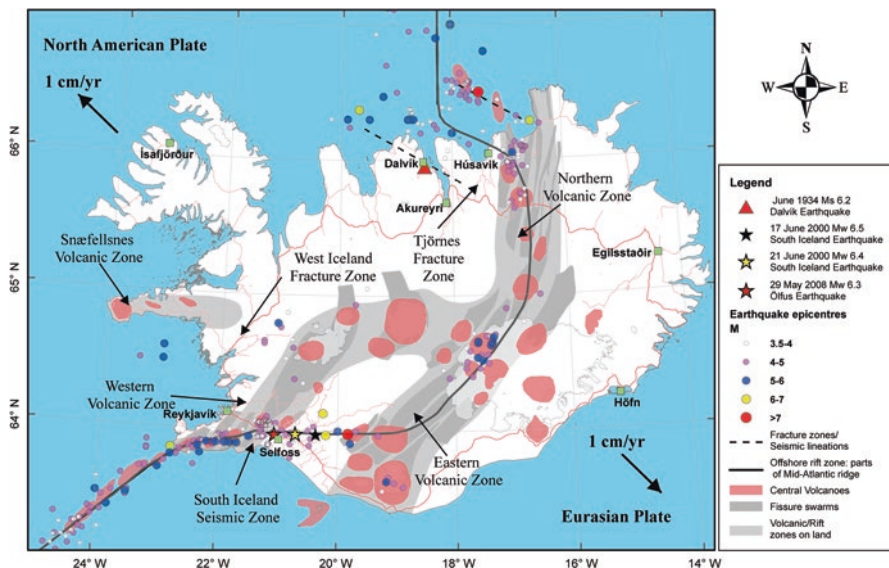 North American Plate
1 cm/yr
N
W
E
S
66 N
65 N
64 N
Ísafjörður
Dalvík
Húsavik
Akureyri
Northern
Volcanic Zone
Tjörnes
Fracture
Zone
Egilsstaðir
Snæfellsnes
Volcanic Zone
West Iceland
Fracture Zone
Western
Volcanic Zone
Reykjavík
Selfoss
South Iceland
Seismic Zone
Eastern
Volcanic Zone
Höfn
1 cm/yr
Eurasian Plate
24° W
22° W
20° W
18° W
16° W
14° W
Legend
June 1934 Ms 6.2
Dalvík Earthquake
17 June 2000 Mw 6.5
South Iceland Earthquake
21 June 2000 Mw 6.4
South Iceland Earthquake
29 May 2008 Mw 6.3
Ölfus Earthquake
Earthquake epicentres
M
3.5-4
4-5
5-6
6-7
>7
Fracture zones/
Seismic lineations
Offshore rift zone: parts
of Mid-Atlantic ridge
Central Volcanoes
Fissure swarms
Volcanic/Rift
zones on land